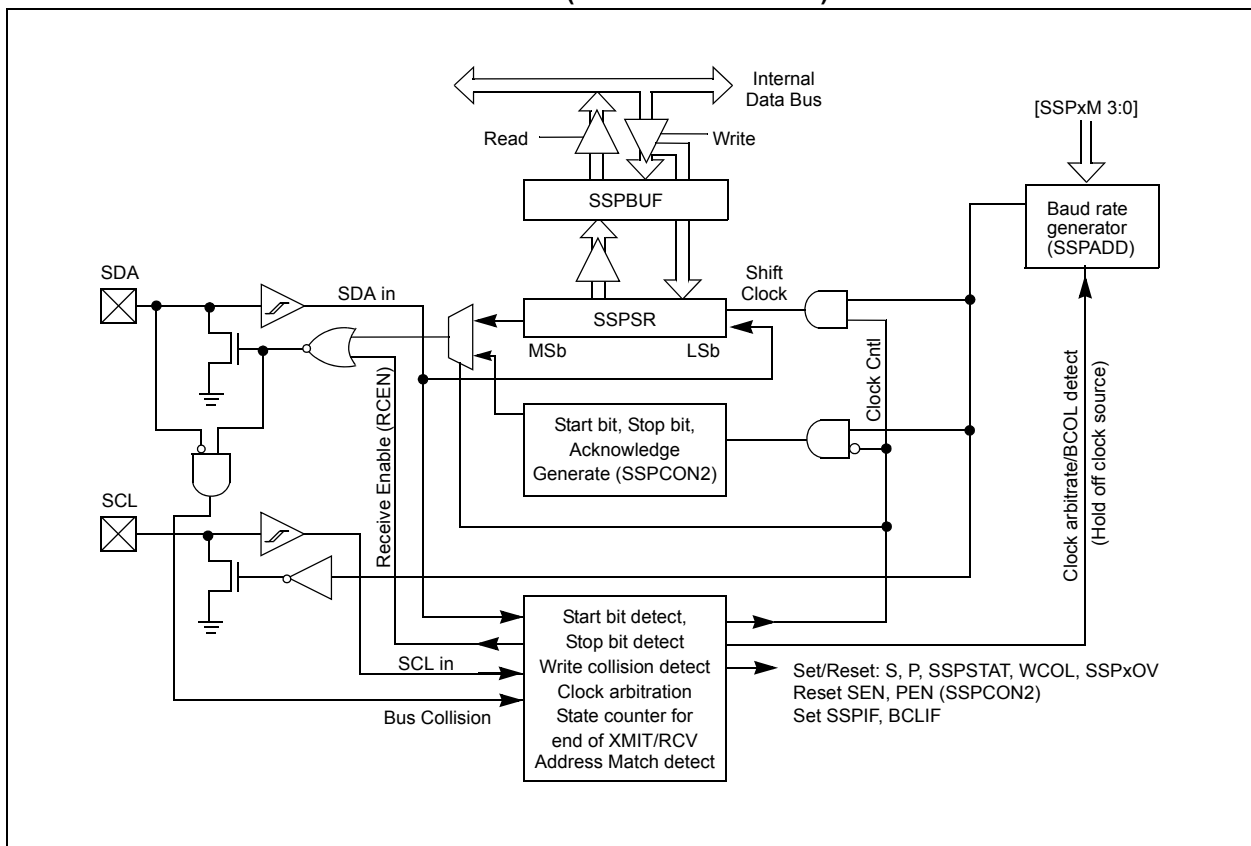 Internal
Data Bus
[SSPxM 3:0]
Read
Write
SSPBUF
Baud rate
generator
(SSPADD)
SDA
SDA in
Shift
Clock
SSPSR
MSb
LSb
Clock Cntl
Receive Enable (RCEN)
Start bit, Stop bit,
Acknowledge
Generate (SSPCON2)
Clock arbitrate/BCOL detect
(Hold off clock source)
SCL
SCL in
Bus Collision
Start bit detect,
Stop bit detect
Write collision detect
Clock arbitration
State counter for
end of XMIT/RCV
Address Match detect
Set/Reset: S, P, SSPSTAT, WCOL, SSPxOV
Reset SEN, PEN (SSPCON2)
Set SSPIF, BCLIF